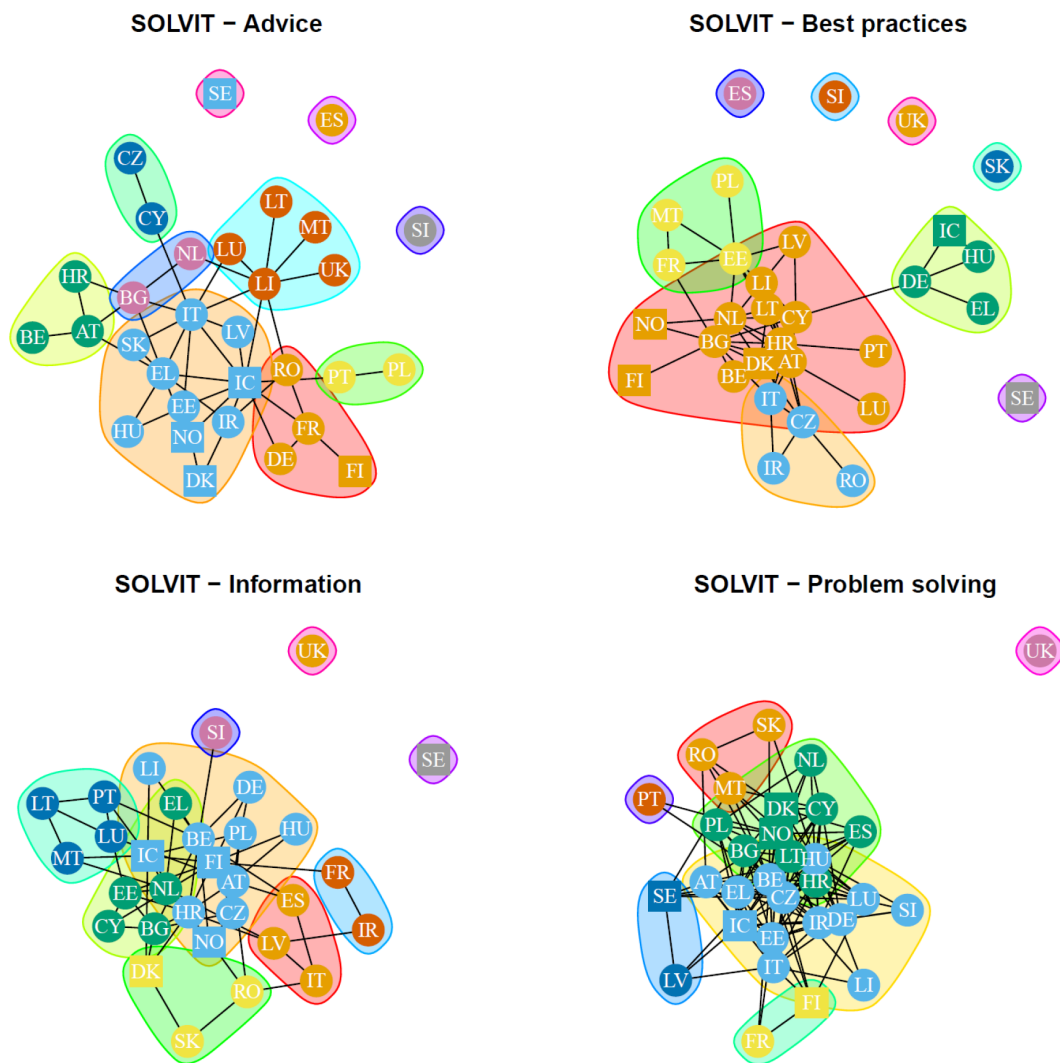 SOLVIT − Advice
SE
ES
CZ
LT
CY
MT
SI
LU
NL
LI
UK
HR
BG
IT
BE
AT
SK
LV
EL
IC
RO
PT
PL
EE
HU
NO
IR
FR
DE
FI
DK
SOLVIT − Best practices
ES
SI
UK
SK
PL
MT
IC
LV
HU
FR
EE
DE
LI
EL
NO
NL
LT
CY
BG
HR
PT
DK
AT
FI
BE
SE
IT
LU
CZ
IR
RO
SOLVIT − Information
UK
SI
SE
LI
DE
LT
PT
EL
HU
LU
BE
PL
MT
IC
FI
FR
EE
NL
AT
ES
CY
BG
HR
CZ
IR
NO
LV
DK
IT
RO
SK
SOLVIT − Problem solving
UK
SK
RO
NL
MT
PT
DK
CY
PL
NO
ES
BG
LT
HU
AT
BE
HR
SE
EL
CZ
LU
SI
IC
IR
DE
EE
LV
IT
LI
FI
FR